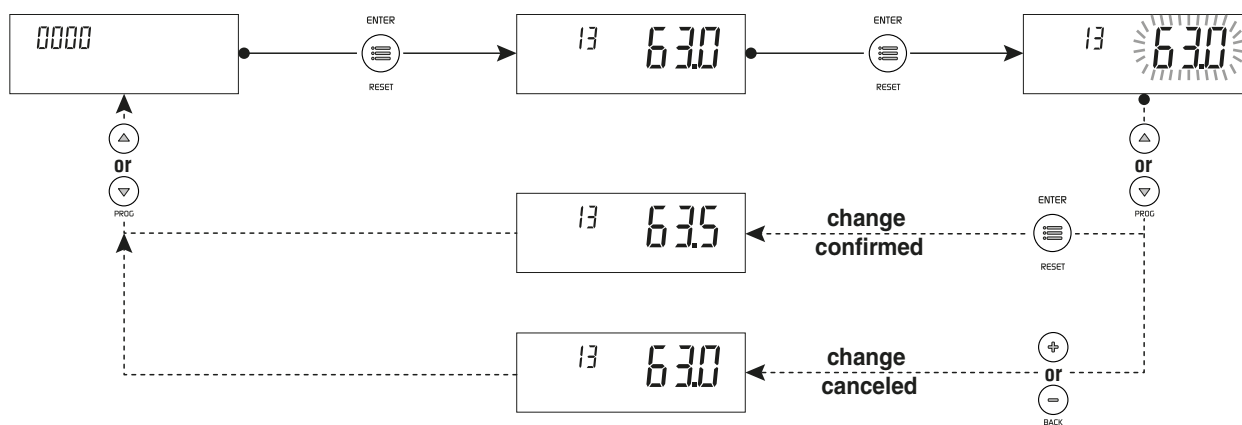 0000
ENTER
RESET
13 63.0
ENTER
RESET
13 63.0
or
PROG
or
PROG
13 63.5
change
confirmed
ENTER
RESET
13 63.0
change
canceled
or
BACK